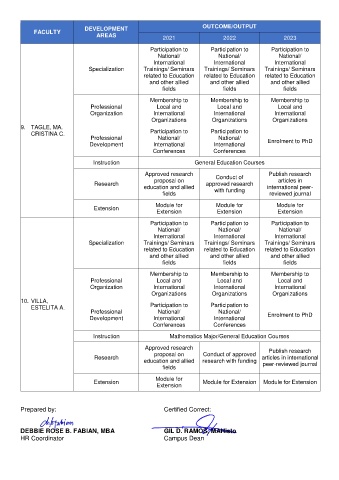 FACULTY
DEVELOPMENT
AREAS
OUTCOME/OUTPUT
2021 2022 2023
9. TAGLE, MA.
CRISTINA C.
Specialization
Participation to
National/
International
Trainings/ Seminars
related to Education
and other allied
fields
Participation to
National/
International
Trainings/ Seminars
related to Education
and other allied
fields
Participation to
National/
International
Trainings/ Seminars
related to Education
and other allied
fields
Professional
Organization
Membership to
Local and
International
Organizations
Membership to
Local and
International
Organizations
Membership to
Local and
International
Organizations
Professional
Development
Participation to
National/
International
Conferences
Participation to
National/
International
Conferences
Enrolment to PhD
Instruction
General Education Courses
Research
Approved research
proposal on
education and allied
fields
Conduct of
approved research
with funding
Publish research
articles in
international peer-
reviewed journal
Extension
Module for
Extension
Module for
Extension
Module for
Extension
10. VILLA,
ESTELITA A.
Specialization
Participation to
National/
International
Trainings/ Seminars
related to Education
and other allied
fields
Participation to
National/
International
Trainings/ Seminars
related to Education
and other allied
fields
Participation to
National/
International
Trainings/ Seminars
related to Education
and other allied
fields
Professional
Organization
Membership to
Local and
International
Organizations
Membership to
Local and
International
Organizations
Membership to
Local and
International
Organizations
Professional
Development
Participation to
National/
International
Conferences
Participation to
National/
International
Conferences
Enrolment to PhD
Instruction
Mathematics Major/General Education Courses
Research
Approved research
proposal on
education and allied
fields
Conduct of approved
research with funding
Publish research
articles in international
peer-reviewed journal
Extension
Module for
Extension
Module for Extension
Module for Extension
Prepared by:
Certified Correct:
DEBBIE ROSE B. FABIAN, MBA
GIL D. RAMOS,
HR Coordinator
Campus Dean